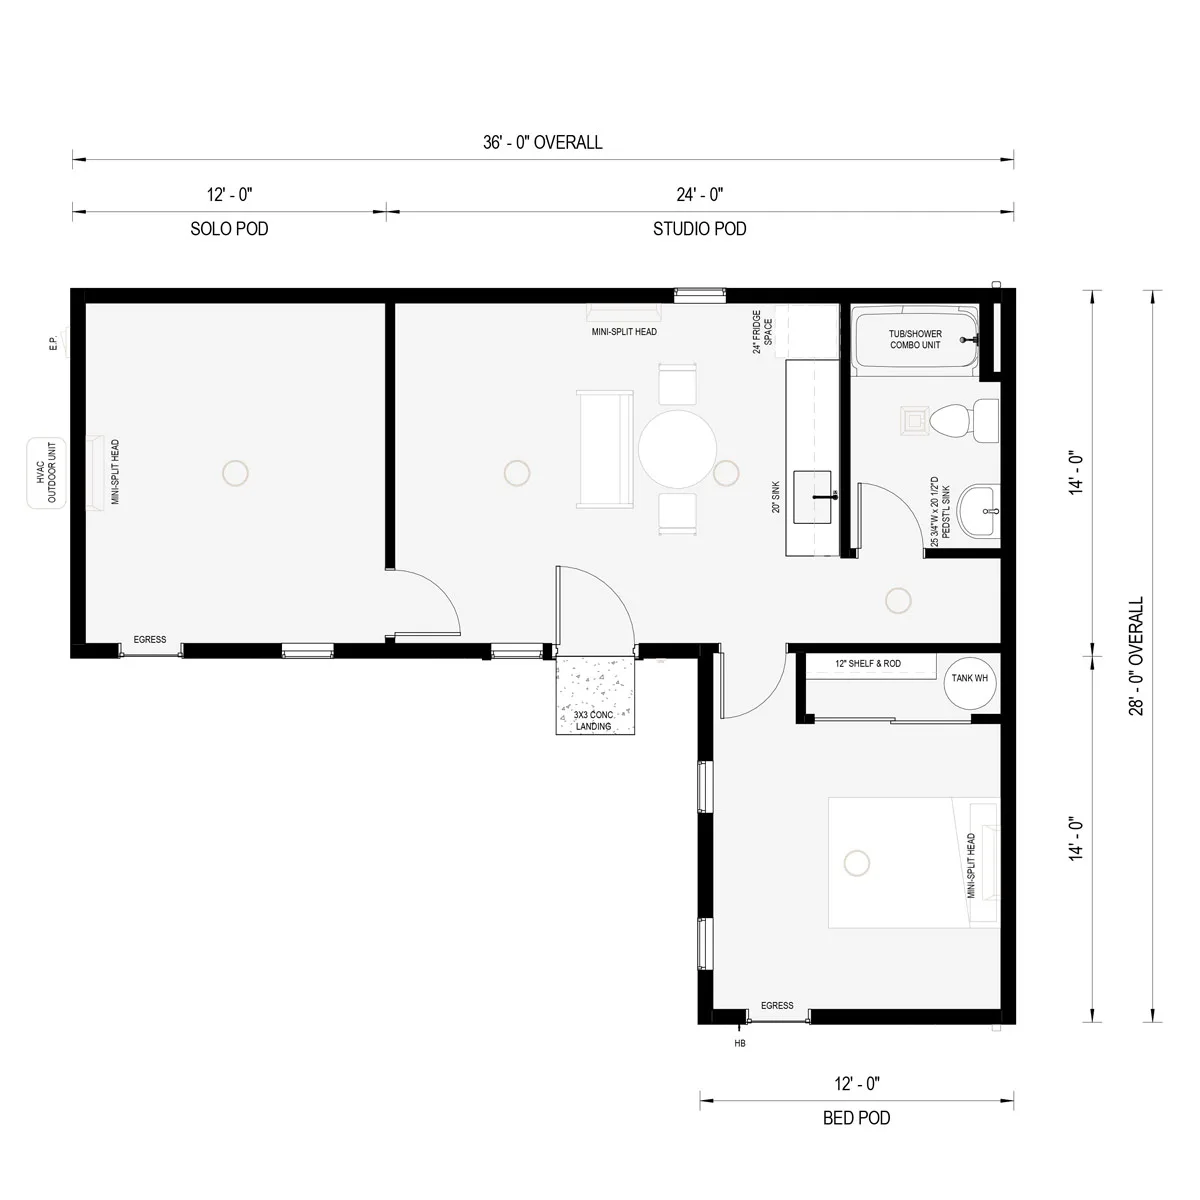 36' - 0" OVERALL
12' - 0"
24' - 0"
SOLO POD
STUDIO POD
MINI-SPLIT HEAD
24" FRIDGE
SPACE
TUB/SHOWER
COMBO UNIT
E.P.
HVAC
OUTDOOR UNIT
MINI-SPLIT HEAD
20" SINK
25 3/4"W x 20 1/2"D
PEDST'L SINK
14' - 0"
EGRESS
12" SHELF & ROD
TANK WH
3X3 CONC.
LANDING
28' - 0" OVERALL
14' - 0"
MINI-SPLIT HEAD
EGRESS
HB
12' - 0"
BED POD